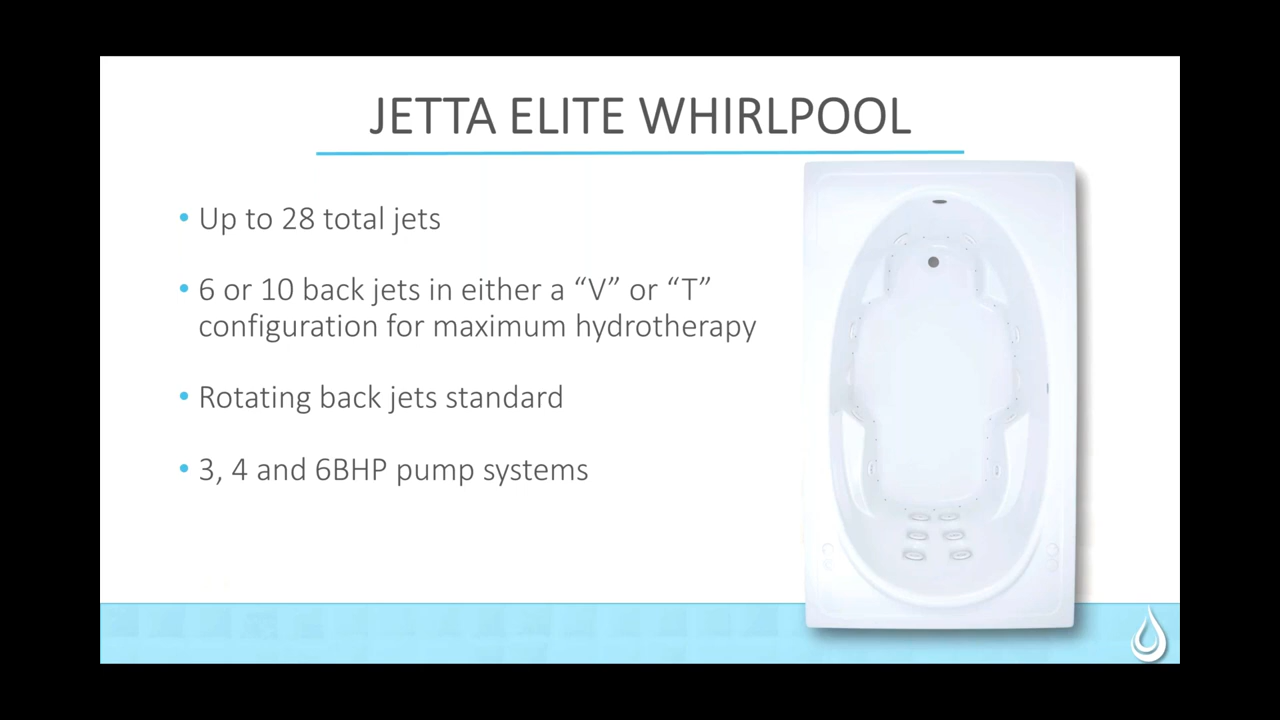 JETTA ELITE WHIRLPOOL
• Up to 28 total jets
• 6 or 10 back jets in either a “V” or “T”
configuration for maximum hydrotherapy
• Rotating back jets standard
• 3, 4 and 6BHP pump systems